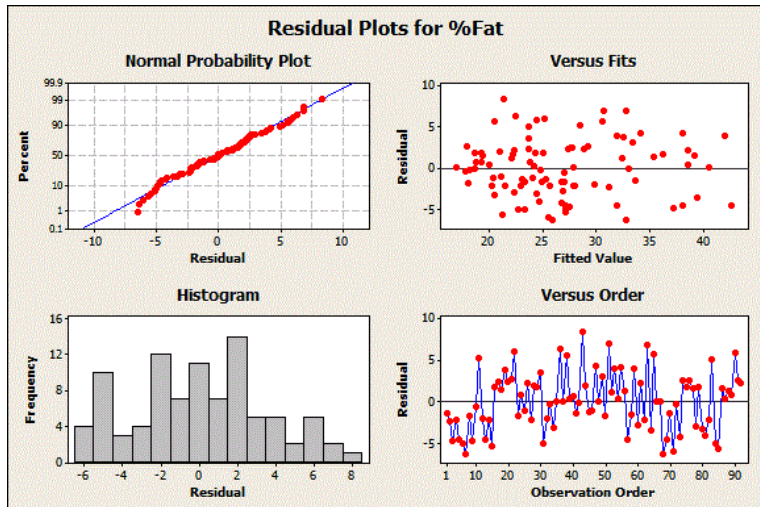 Residual Plots for %Fat
Normal Probability Plot
99.9
99
90
50
10
1
0.1
Percent
-10 -5 0 5 10
Residual
Versus Fits
10
5
0
-5
Residual
20 25 30 35 40
Fitted Value
Histogram
16
12
8
4
0
Frequency
-6 -4 -2 0 2 4 6 8
Residual
Versus Order
10
5
0
-5
Residual
1 10 20 30 40 50 60 70 80 90
Observation Order